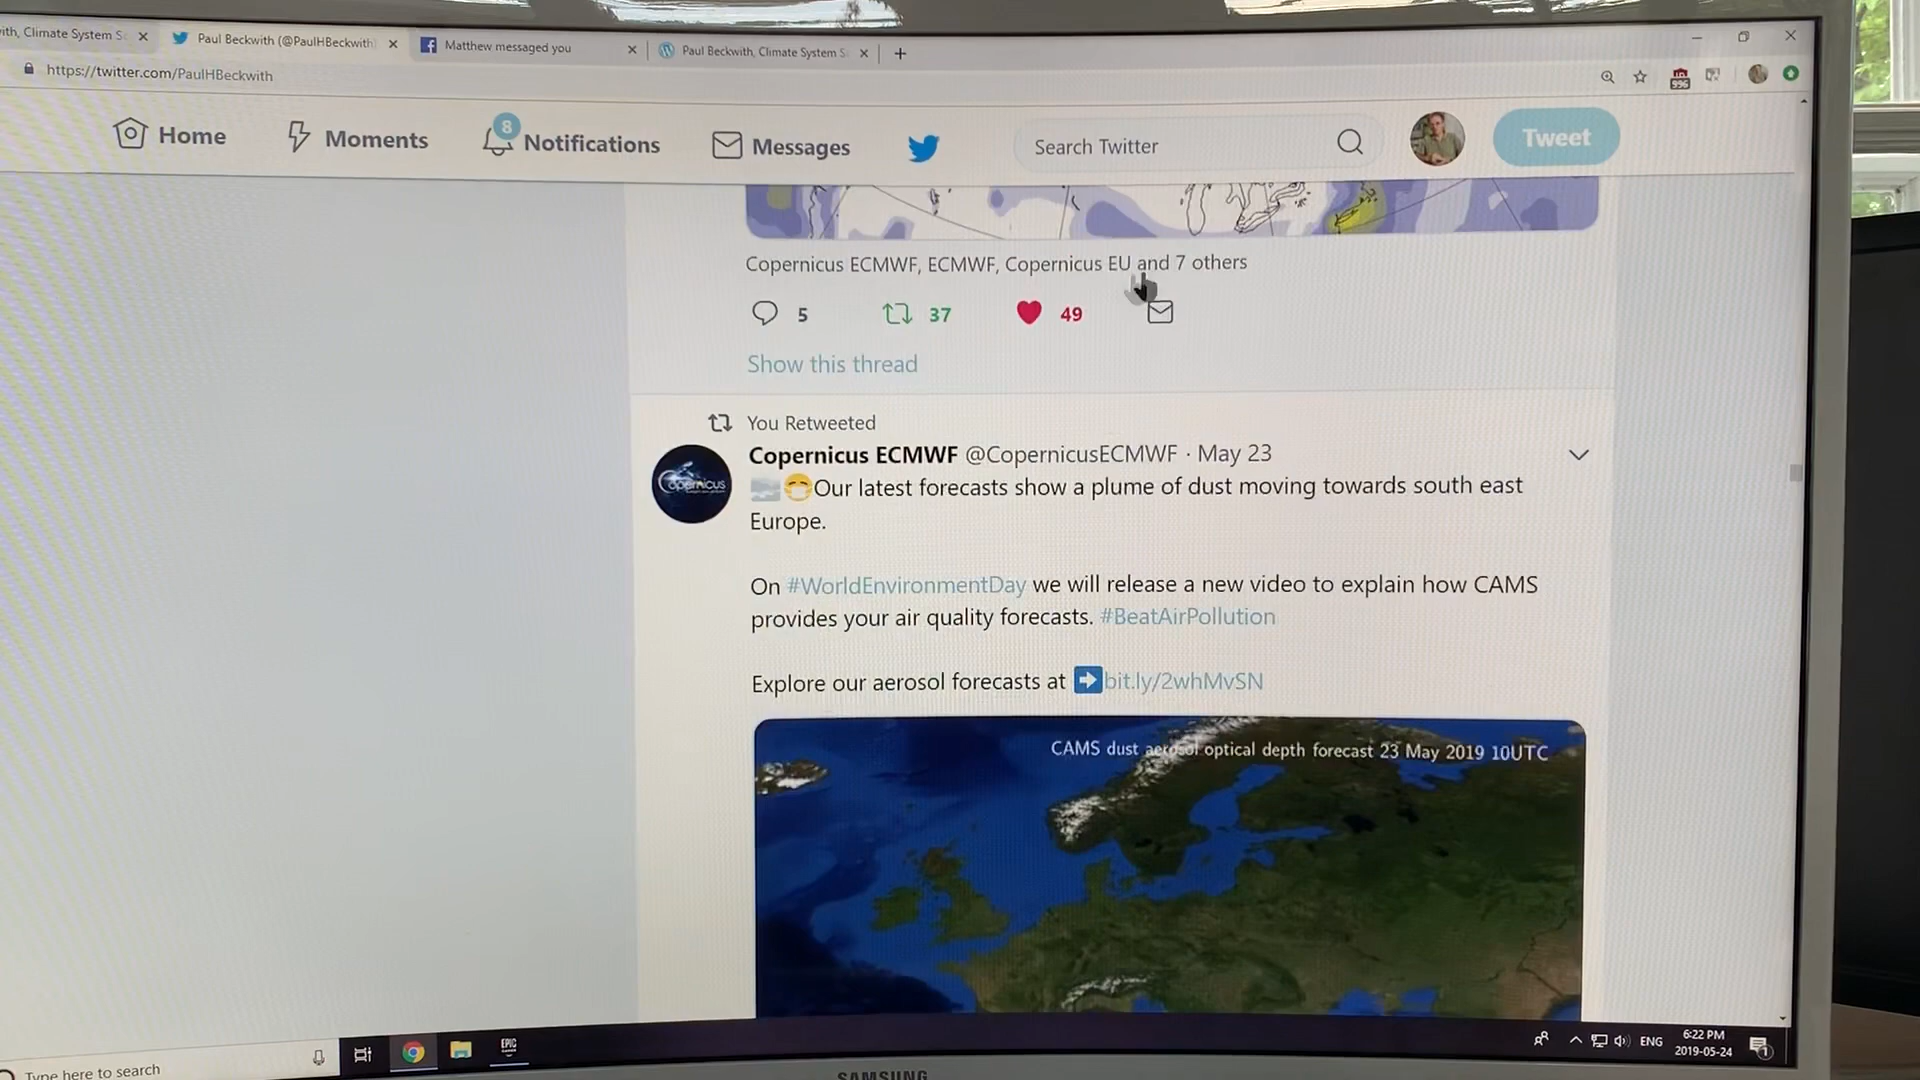 ith, Climate System S
Paul Beckwith (@PaulHBeckwith)
Matthew messaged you
Paul Beckwith, Climate System S
https://twitter.com/PaulHBeckwith
996
Home
Moments
8
Notifications
Messages
Search Twitter
Tweet
Copernicus ECMWF, ECMWF, Copernicus EU and 7 others
5
37
49
Show this thread
You Retweeted
Copernicus ECMWF @CopernicusECMWF · May 23
Copernicus
Our latest forecasts show a plume of dust moving towards south east
Europe.
On #WorldEnvironmentDay we will release a new video to explain how CAMS
provides your air quality forecasts. #BeatAirPollution
Explore our aerosol forecasts at ➡bit.ly/2whMvSN
CAMS dust aerosol optical depth forecast 23 May 2019 10UTC
Type here to search
EPIC
ENG
6:22 PM
2019-05-24
1
SAMSUNG